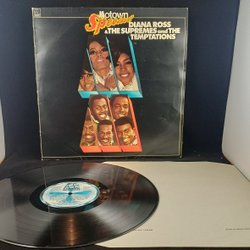 Motown
Special
DIANA ROSS
& THE SUPREMES and THE
TEMPTATIONS